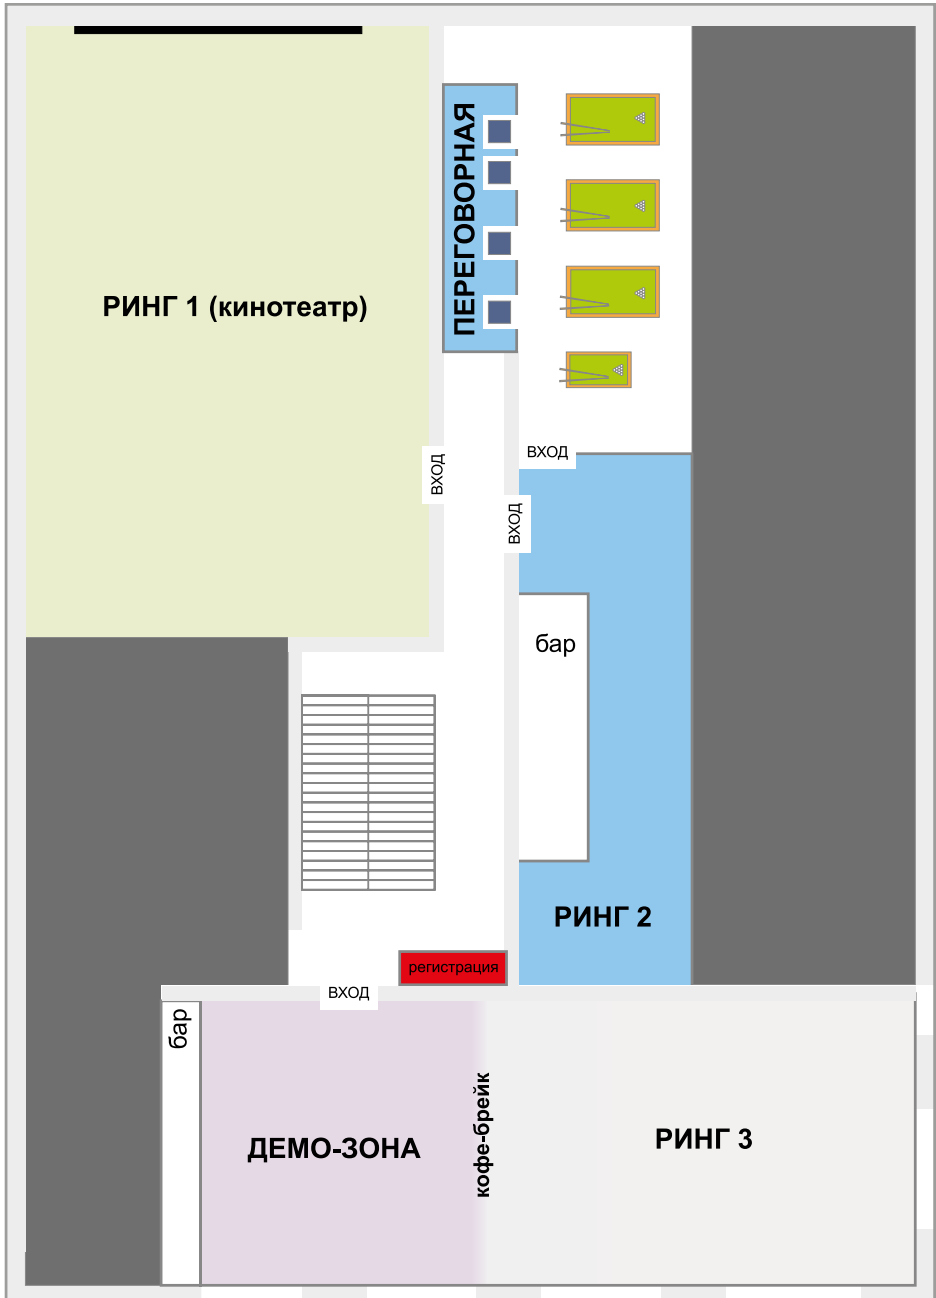 ПЕРЕГОВОРНАЯ
РИНГ 1 (кинотеатр)
ВХОД
ВХОД
ВХОД
бар
РИНГ 2
регистрация
ВХОД
бар
кофе-брейк
ДЕМО-ЗОНА
РИНГ 3